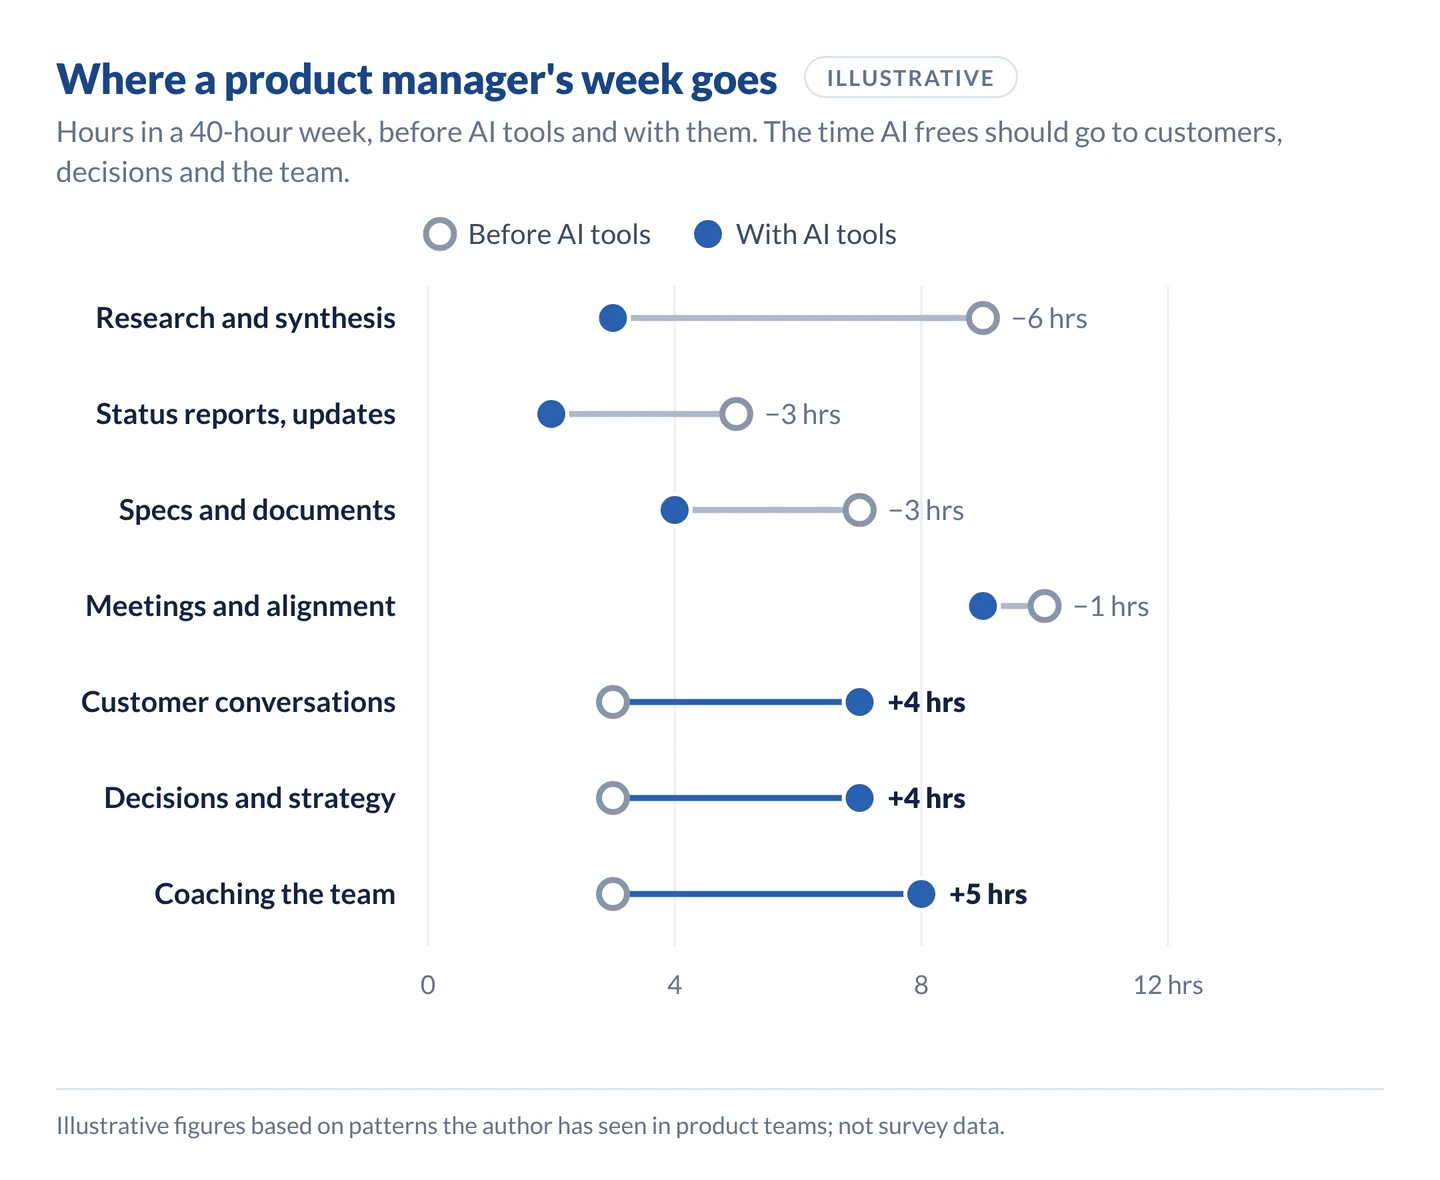 Where a product manager's week goes
ILLUSTRATIVE
Hours in a 40-hour week, before AI tools and with them. The time AI frees should go to customers,
decisions and the team.
Before AI tools
With AI tools
Research and synthesis
−6 hrs
Status reports, updates
−3 hrs
Specs and documents
−3 hrs
Meetings and alignment
−1 hrs
Customer conversations
+4 hrs
Decisions and strategy
+4 hrs
Coaching the team
+5 hrs
0 4 8 12 hrs
Illustrative figures based on patterns the author has seen in product teams; not survey data.